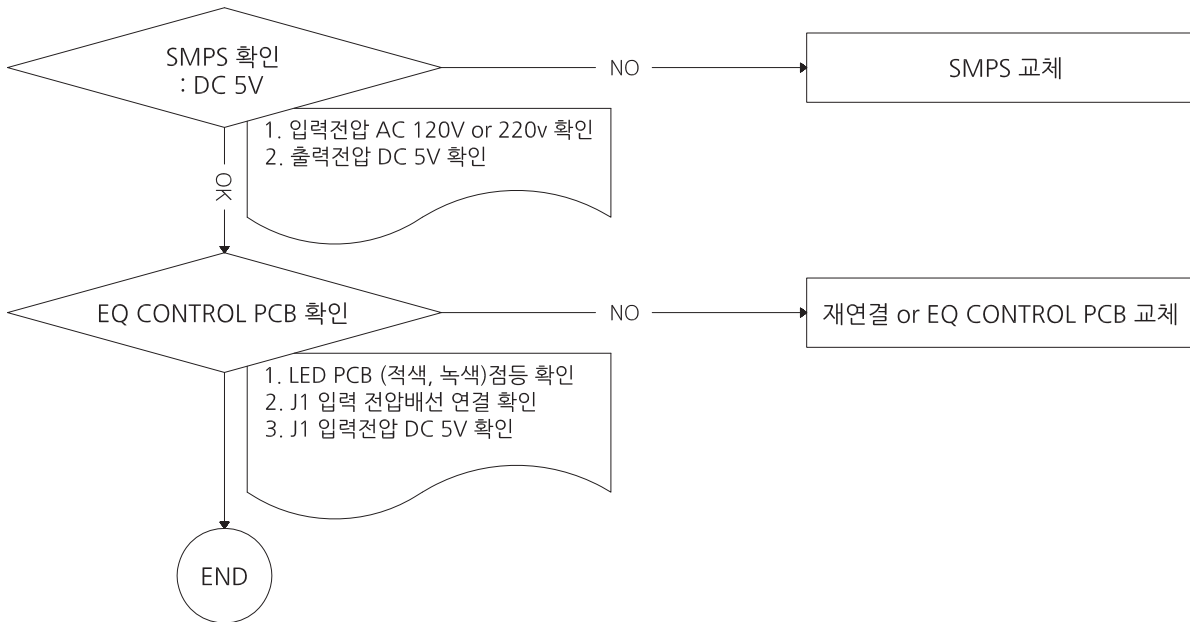 SMPS 확인
: DC 5V
NO
SMPS 교체
1. 입력전압 AC 120V or 220v 확인
2. 출력전압 DC 5V 확인
OK
EQ CONTROL PCB 확인
NO
재연결 or EQ CONTROL PCB 교체
1. LED PCB (적색, 녹색)점등 확인
2. J1 입력 전압배선 연결 확인
3. J1 입력전압 DC 5V 확인
END